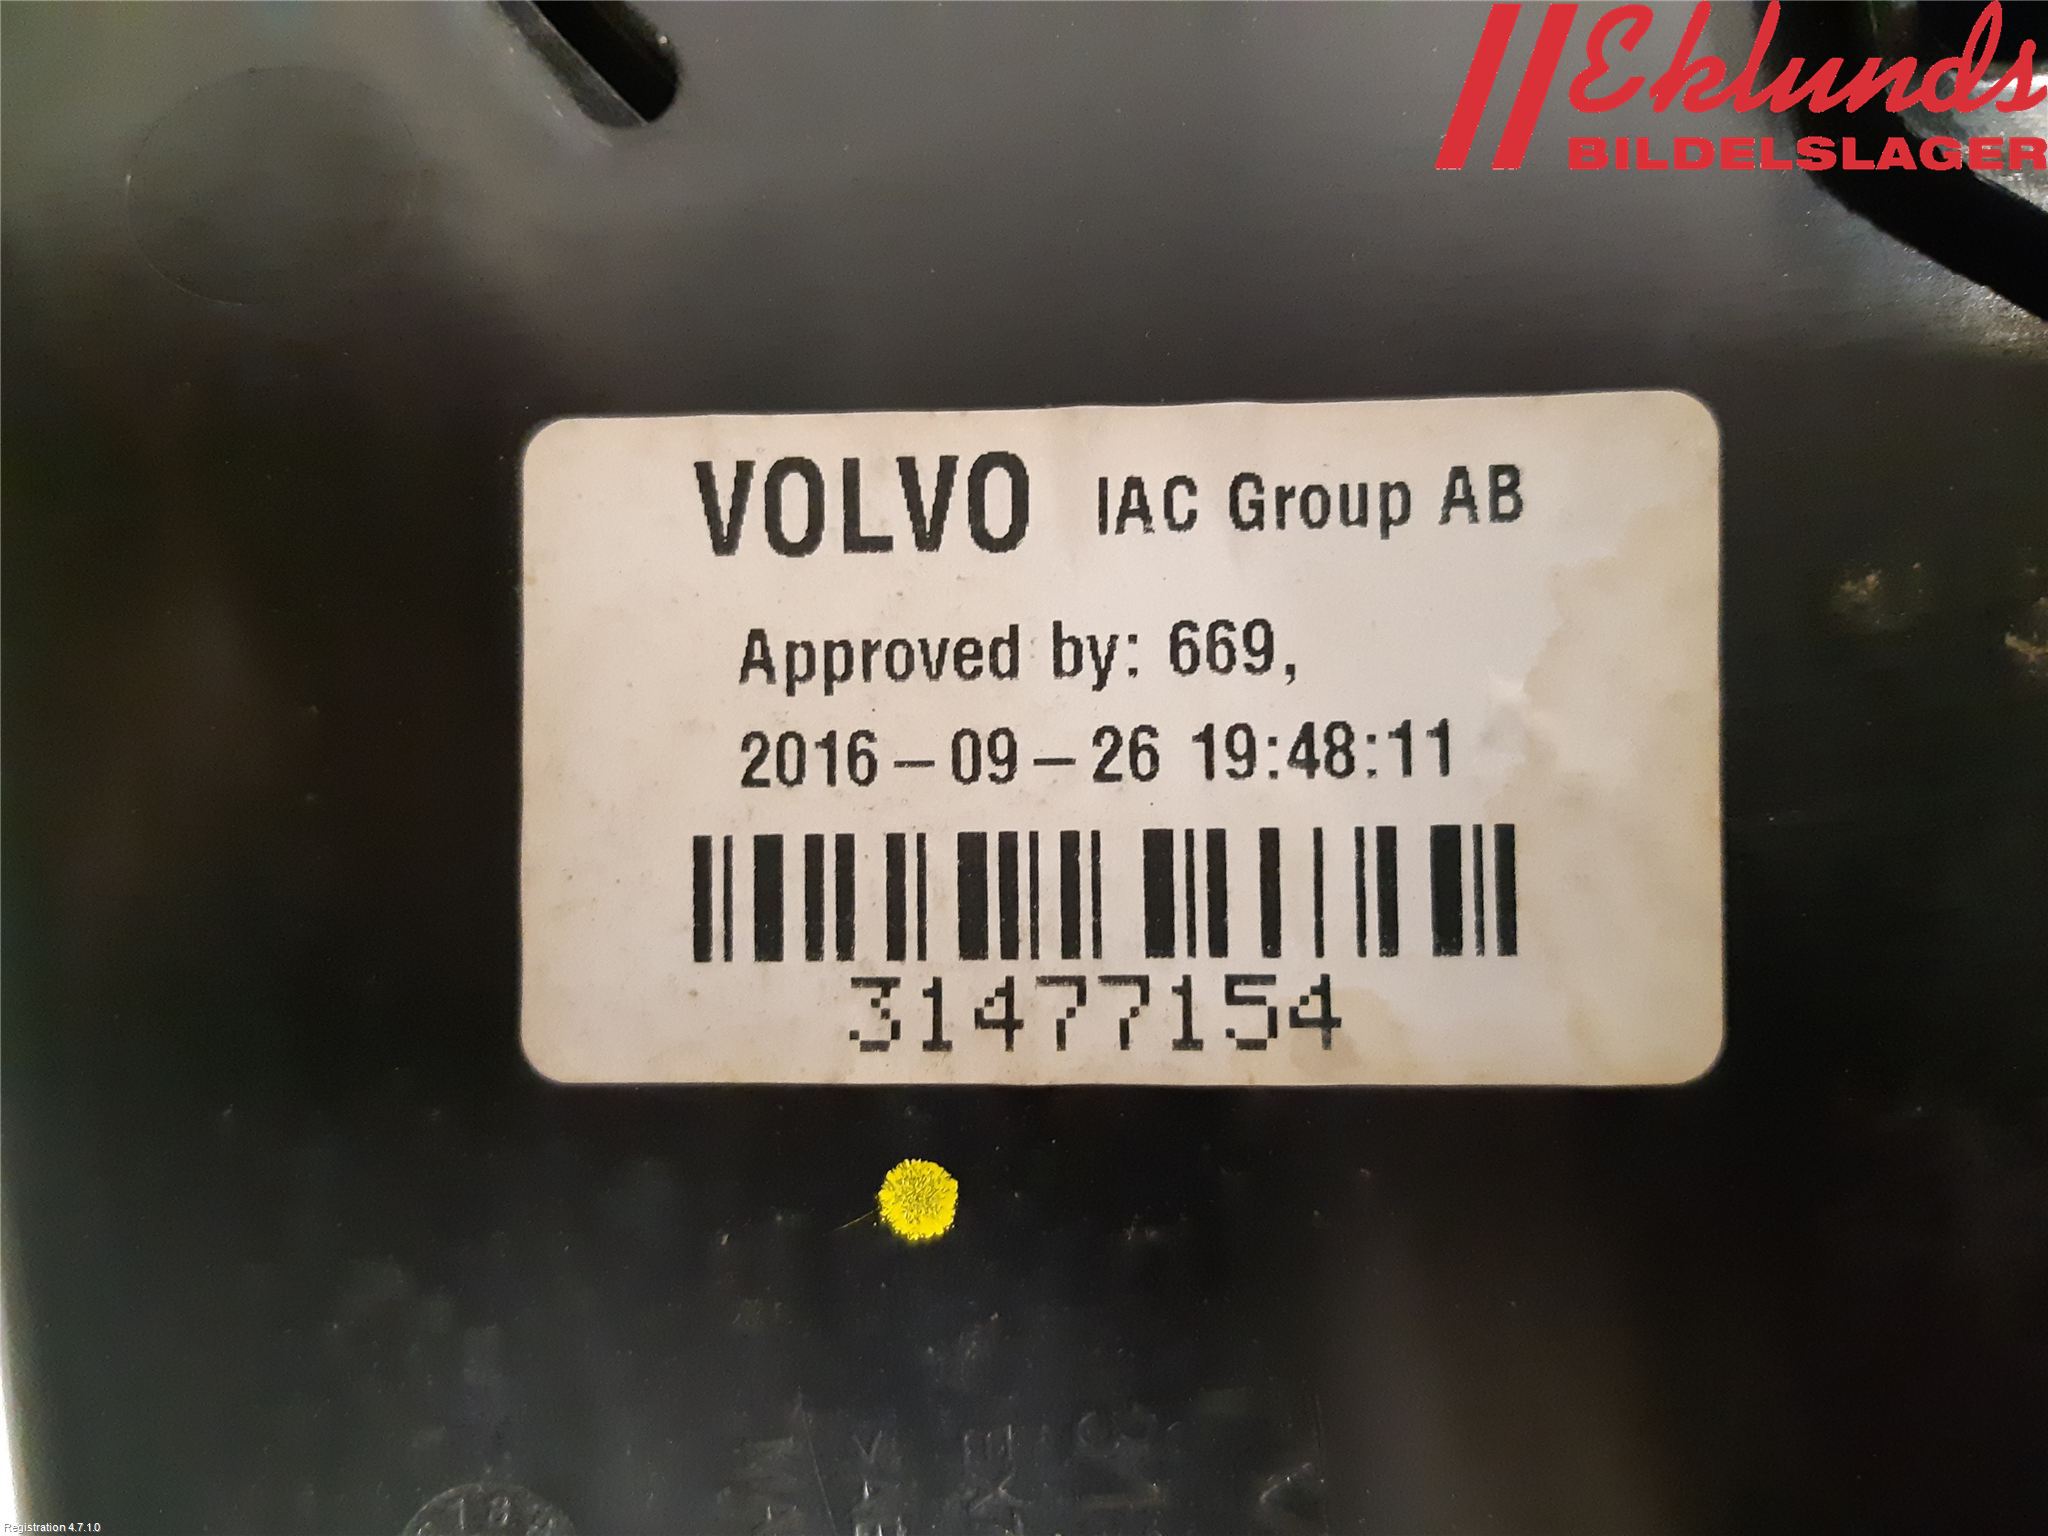 Eklunds
BILDELSLAGER
VOLVO IAC Group AB
Approved by: 669,
2016-09-26 19:48:11
31477154
Registration 4.7.1.0